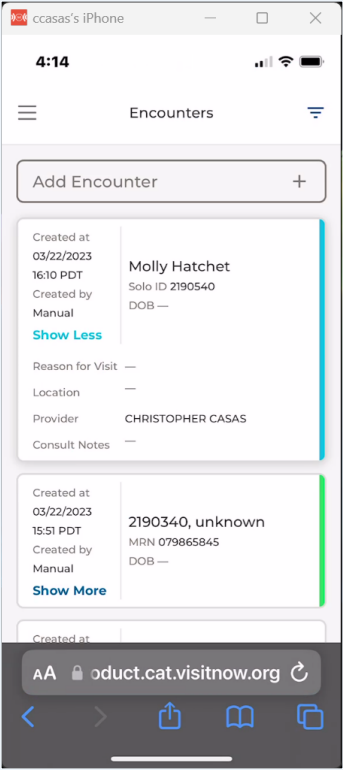 ccasas's iPhone
4:14
Encounters
Add Encounter +
Created at
03/22/2023
16:10 PDT
Created by
Manual
Show Less
Molly Hatchet
Solo ID 2190540
DOB —
Reason for Visit —
Location —
Provider CHRISTOPHER CASAS
Consult Notes —
Created at
03/22/2023
15:51 PDT
Created by
Manual
Show More
2190340, unknown
MRN 079865845
DOB —
Created at
AA oduct.cat.visitnow.org